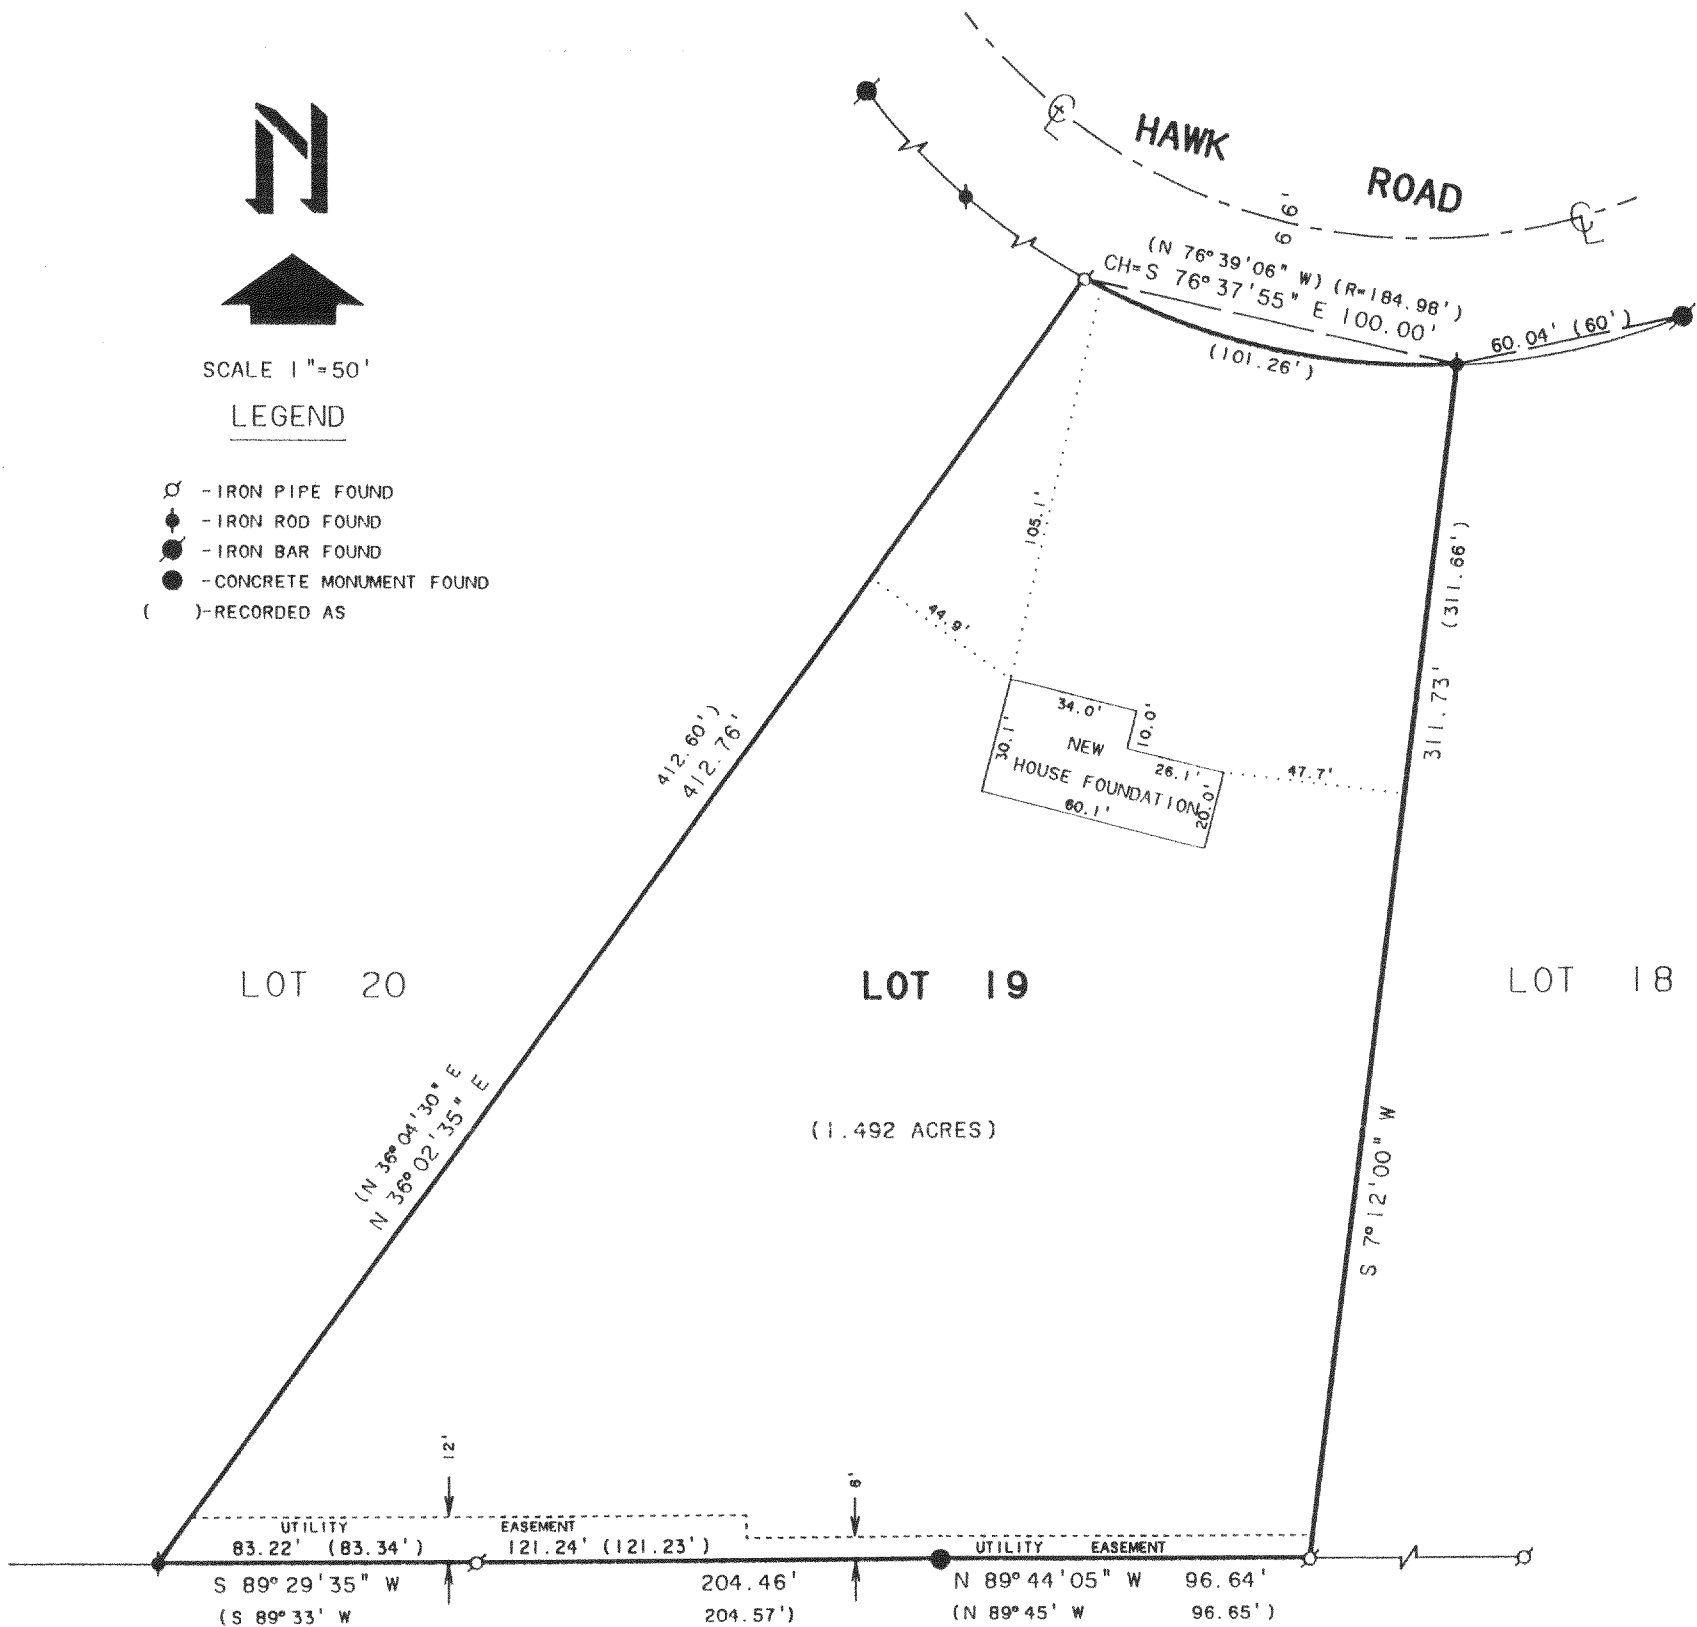 N
HAWK ROAD
66'
(N 76°39'06" W) (R=184.98')
CH=S 76°37'55" E 100.00'
(101.26')
60.04' (60')
SCALE 1"=50'
LEGEND
-IRON PIPE FOUND
-IRON ROD FOUND
-IRON BAR FOUND
-CONCRETE MONUMENT FOUND
( )-RECORDED AS
105.1'
44.9'
(311.66')
311.73'
34.0'
10.0'
30.1'
NEW
HOUSE FOUNDATION
26.1'
47.7'
20.0'
60.1'
412.60')
412.76'
LOT 20
LOT 19
LOT 18
(1.492 ACRES)
(N 36°04'30" E
N 36°02'35" E
S 7°12'00" W
12'
6'
UTILITY EASEMENT
83.22' (83.34')
121.24' (121.23')
UTILITY EASEMENT
S 89°29'35" W 204.46'
(S 89°33' W 204.57')
N 89°44'05" W 96.64'
(N 89°45' W 96.65')